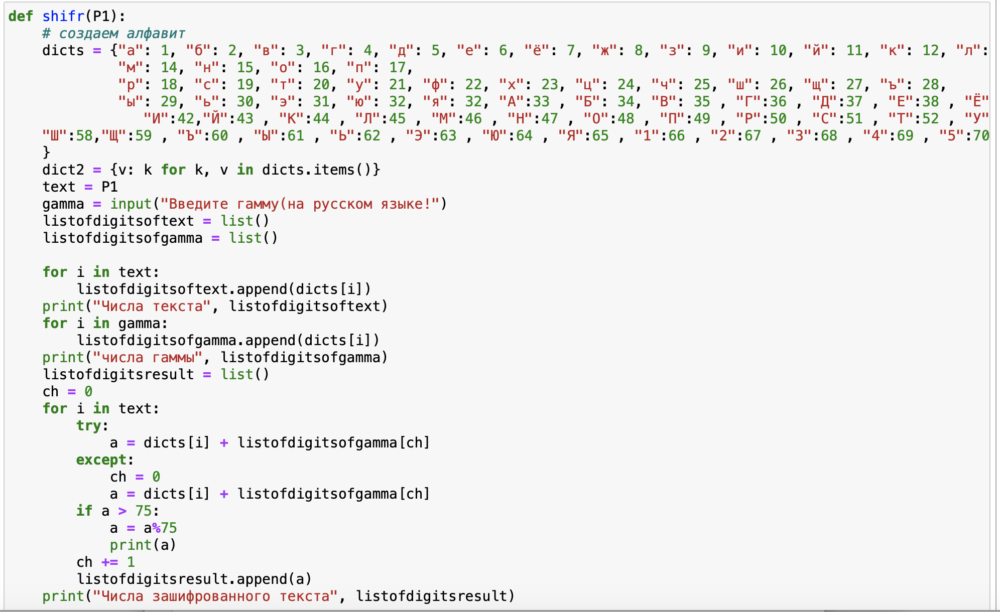 def shifr(P1):
    # создаем алфавит
    dicts = {"а": 1, "б": 2, "в": 3, "г": 4, "д": 5, "е": 6, "ё": 7, "ж": 8, "з": 9, "и": 10, "й": 11, "к": 12, "л":
             "м": 14, "н": 15, "о": 16, "п": 17,
             "р": 18, "с": 19, "т": 20, "у": 21, "ф": 22, "х": 23, "ц": 24, "ч": 25, "ш": 26, "щ": 27, "ъ": 28,
             "ы": 29, "ь": 30, "э": 31, "ю": 32, "я": 32, "А":33 , "Б": 34, "В": 35 , "Г":36 , "Д":37 , "Е":38 , "Ё"
                "И":42,"Й":43 , "К":44 , "Л":45 , "М":46 , "Н":47 , "О":48 , "П":49 , "Р":50 , "С":51 , "Т":52 , "У"
    "Ш":58,"Щ":59 , "Ъ":60 , "Ы":61 , "Ь":62 , "Э":63 , "Ю":64 , "Я":65 , "1":66 , "2":67 , "3":68 , "4":69 , "5":70
    }
    dict2 = {v: k for k, v in dicts.items()}
    text = P1
    gamma = input("Введите гамму(на русском языке!")
    listofdigitsoftext = list()
    listofdigitsofgamma = list()

    for i in text:
        listofdigitsoftext.append(dicts[i])
    print("Числа текста", listofdigitsoftext)
    for i in gamma:
        listofdigitsofgamma.append(dicts[i])
    print("числа гаммы", listofdigitsofgamma)
    listofdigitsresult = list()
    ch = 0
    for i in text:
        try:
            a = dicts[i] + listofdigitsofgamma[ch]
        except:
            ch = 0
            a = dicts[i] + listofdigitsofgamma[ch]
        if a > 75:
            a = a%75
            print(a)
        ch += 1
        listofdigitsresult.append(a)
    print("Числа зашифрованного текста", listofdigitsresult)